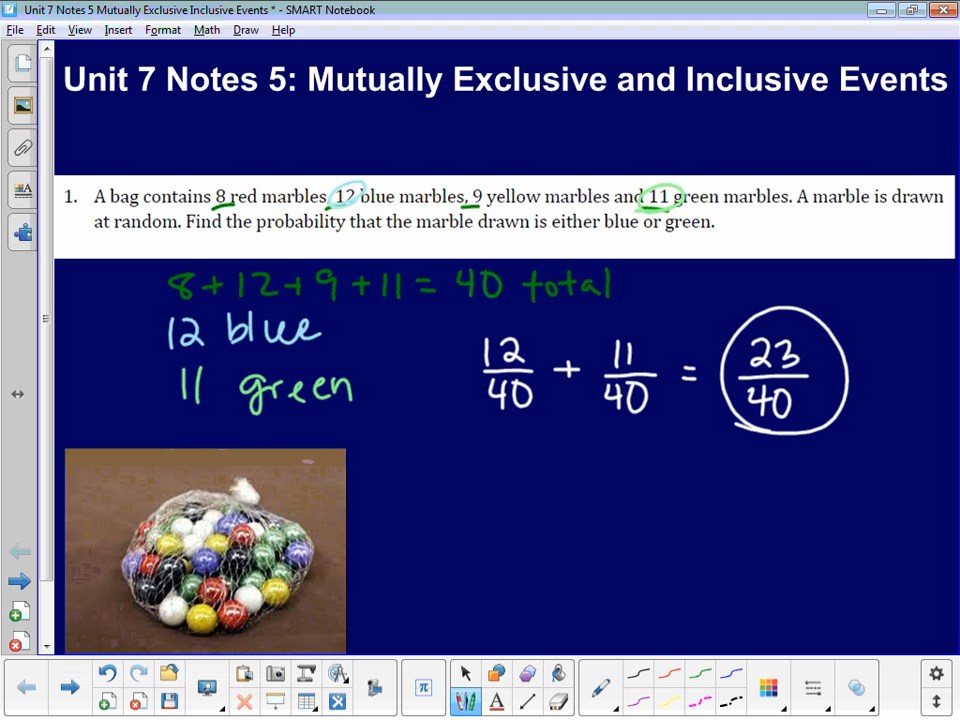 Unit 7 Notes 5 Mutually Exclusive Inclusive Events * - SMART Notebook
File Edit View Insert Format Math Draw Help
Unit 7 Notes 5: Mutually Exclusive and Inclusive Events
1. A bag contains 8 red marbles, 12 blue marbles, 9 yellow marbles and 11 green marbles. A marble is drawn
at random. Find the probability that the marble drawn is either blue or green.
8 + 12 + 9 + 11 = 40 total
12 blue
11 green
12/40 + 11/40 = 23/40
π
A